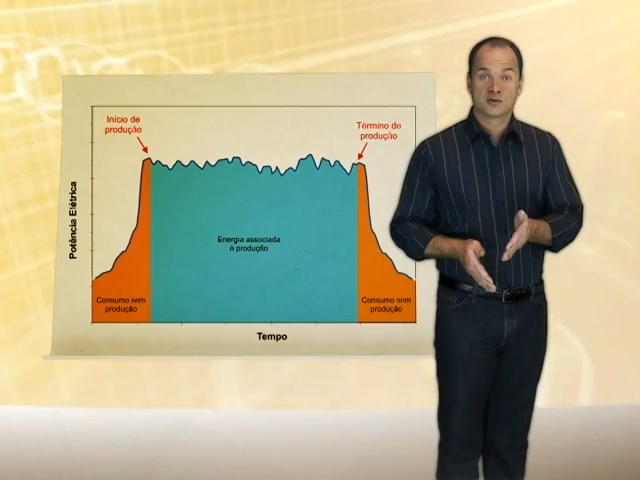 Início de
produção
Término de
produção
Potência Elétrica
Energia associada
à produção
Consumo sem
produção
Consumo sem
produção
Tempo